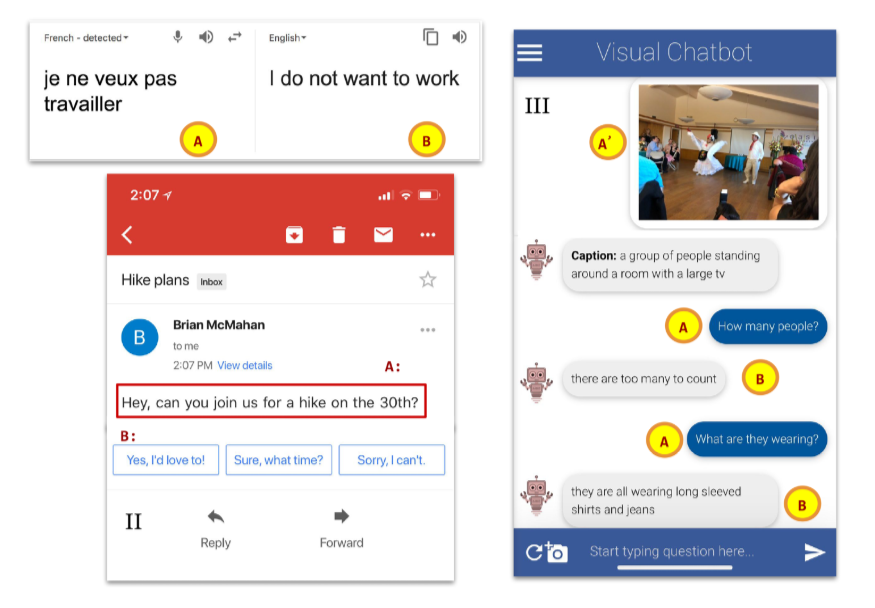 French - detected
English
je ne veux pas
travailler
I do not want to work
A
B
2:07
Hike plans Inbox
B
Brian McMahan
to me
2:07 PM View details
A:
Hey, can you join us for a hike on the 30th?
B:
Yes, I'd love to!
Sure, what time?
Sorry, I can't.
II
Reply
Forward
Visual Chatbot
III
A'
Caption: a group of people standing
around a room with a large tv
A
How many people?
there are too many to count
B
A
What are they wearing?
they are all wearing long sleeved
shirts and jeans
B
Start typing question here...